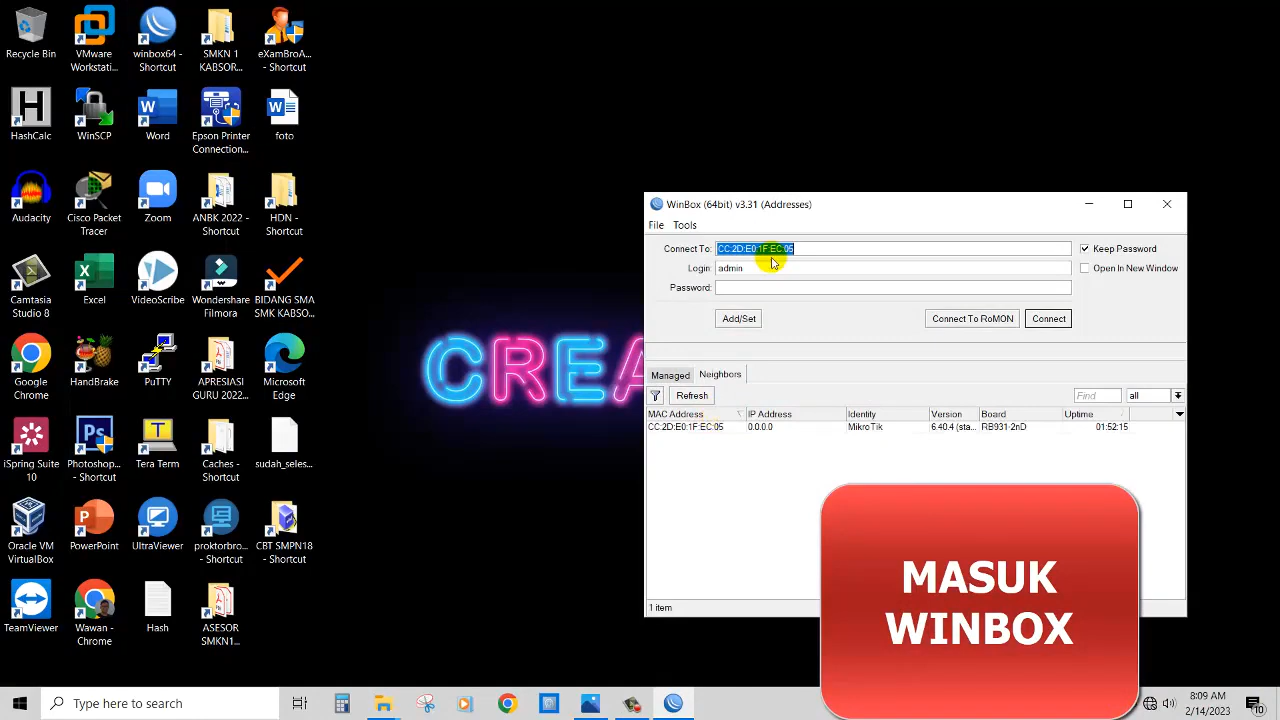 Recycle Bin
VMware
Workstati...
winbox64 -
Shortcut
SMKN 1
KABSOR...
eXamBroA...
- Shortcut
HashCalc
WinSCP
Word
Epson Printer
Connection...
foto
Audacity
Cisco Packet
Tracer
Zoom
ANBK 2022 -
Shortcut
HDN -
Shortcut
Camtasia
Studio 8
Excel
VideoScribe
Wondershare
Filmora
BIDANG SMA
SMK KABSO...
Google
Chrome
HandBrake
PuTTY
APRESIASI
GURU 2022...
Microsoft
Edge
iSpring Suite
10
Photoshop...
- Shortcut
Tera Term
Caches -
Shortcut
sudah_seles...
Oracle VM
VirtualBox
PowerPoint
UltraViewer
proktorbro...
- Shortcut
CBT SMPN18
- Shortcut
TeamViewer
Wawan -
Chrome
Hash
ASESOR
SMKN1...
CREA
WinBox (64bit) v3.31 (Addresses)
File Tools
Connect To: CC:2D:E0:1F:EC:05 Keep Password
Login: admin Open In New Window
Password:
Add/Set Connect To RoMON Connect
Managed Neighbors
Refresh Find all
MAC Address IP Address Identity Version Board Uptime
CC:2D:E0:1F:EC:05 0.0.0.0 MikroTik 6.40.4 (sta... RB931-2nD 01:52:15
1 item
MASUK
WINBOX
Type here to search
8:09 AM
2/14/2023
10